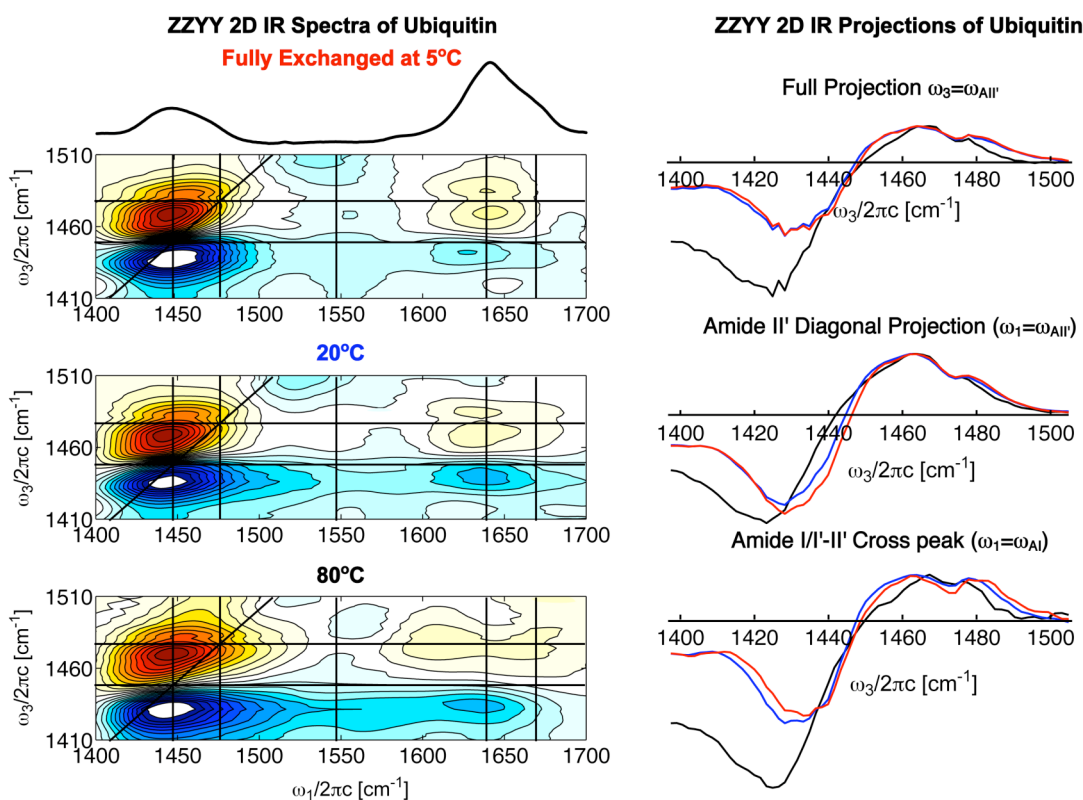 ZZYY 2D IR Spectra of Ubiquitin
Fully Exchanged at 5°C
1510
1460
1410
ω₃/2πc [cm⁻¹]
1400 1450 1500 1550 1600 1650 1700
20°C
1510
1460
1410
ω₃/2πc [cm⁻¹]
1400 1450 1500 1550 1600 1650 1700
80°C
1510
1460
1410
ω₃/2πc [cm⁻¹]
1400 1450 1500 1550 1600 1650 1700
ω₁/2πc [cm⁻¹]
ZZYY 2D IR Projections of Ubiquitin
Full Projection ω₃=ωAII'
1400 1420 1440 1460 1480 1500
ω₃/2πc [cm⁻¹]
Amide II' Diagonal Projection (ω₁=ωAII')
1400 1420 1440 1460 1480 1500
ω₃/2πc [cm⁻¹]
Amide I/I'-II' Cross peak (ω₁=ωAI)
1400 1420 1440 1460 1480 1500
ω₃/2πc [cm⁻¹]